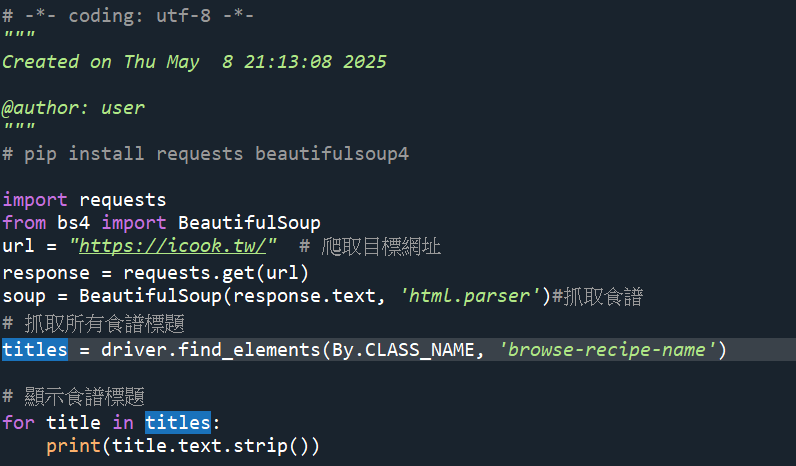 # -*- coding: utf-8 -*-
"""
Created on Thu May  8 21:13:08 2025

@author: user
"""
# pip install requests beautifulsoup4

import requests
from bs4 import BeautifulSoup
url = "https://icook.tw/"  # 爬取目標網址
response = requests.get(url)
soup = BeautifulSoup(response.text, 'html.parser')#抓取食譜
# 抓取所有食譜標題
titles = driver.find_elements(By.CLASS_NAME, 'browse-recipe-name')

# 顯示食譜標題
for title in titles:
    print(title.text.strip())